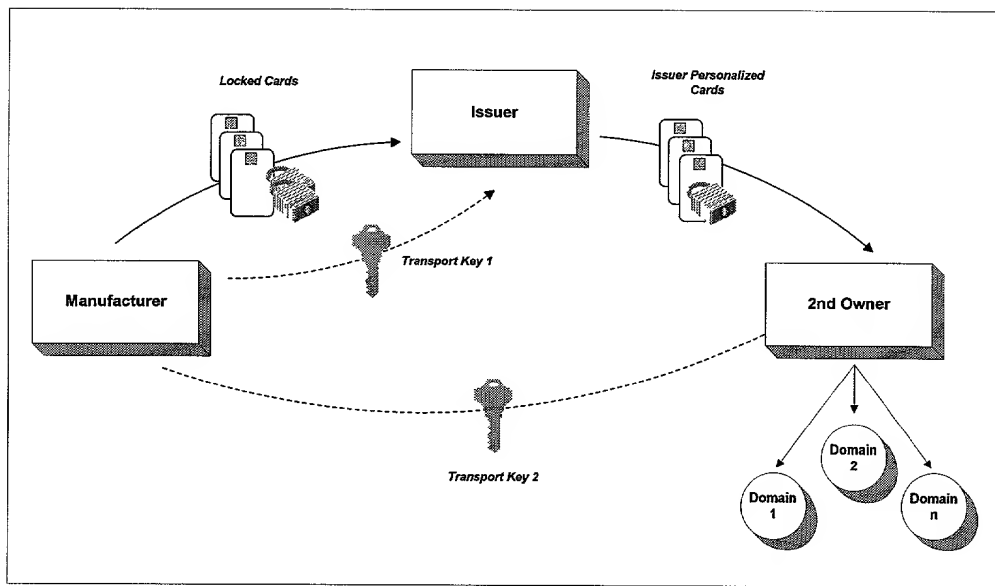 Locked Cards
Issuer
Issuer Personalized
Cards
Transport Key 1
Manufacturer
2nd Owner
Transport Key 2
Domain
1
Domain
2
Domain
n